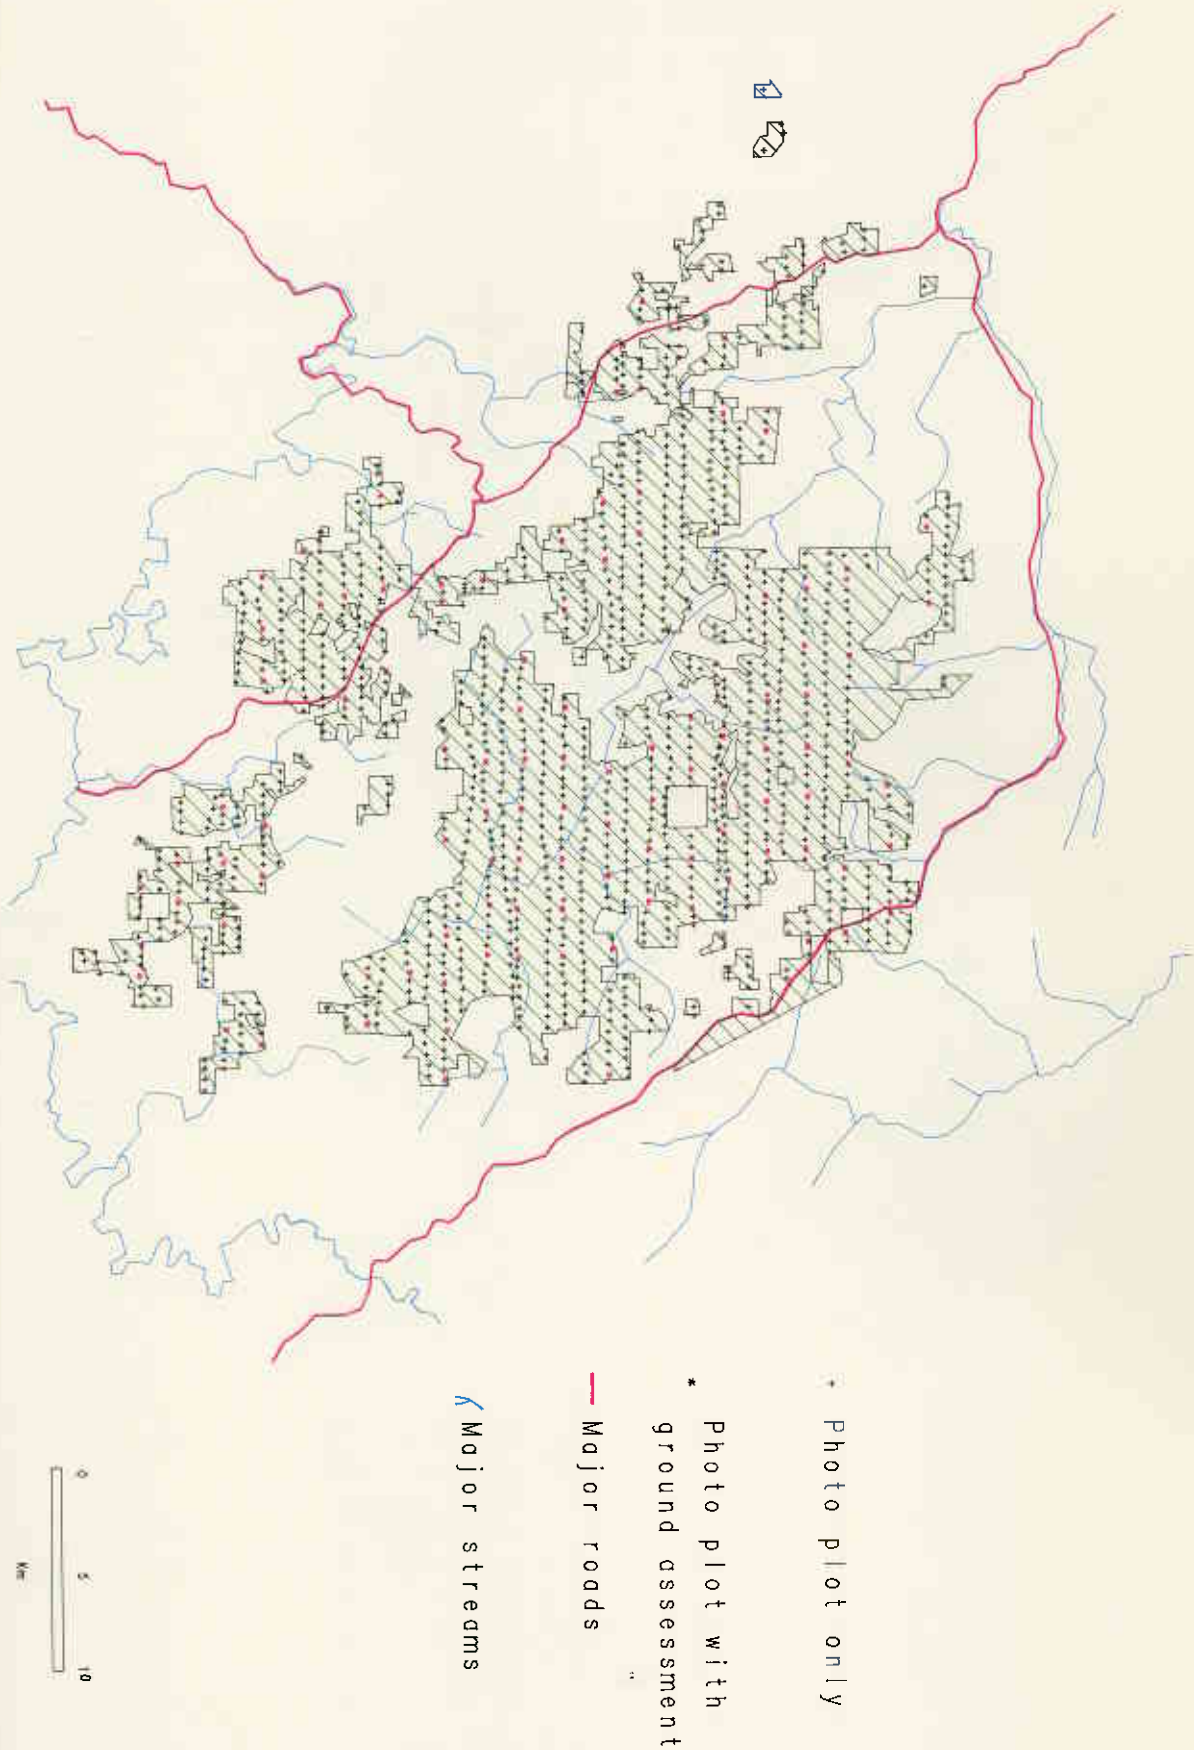 + Photo plot only
* Photo plot with
ground assessment
Major roads
Major streams
0 5 10
Km